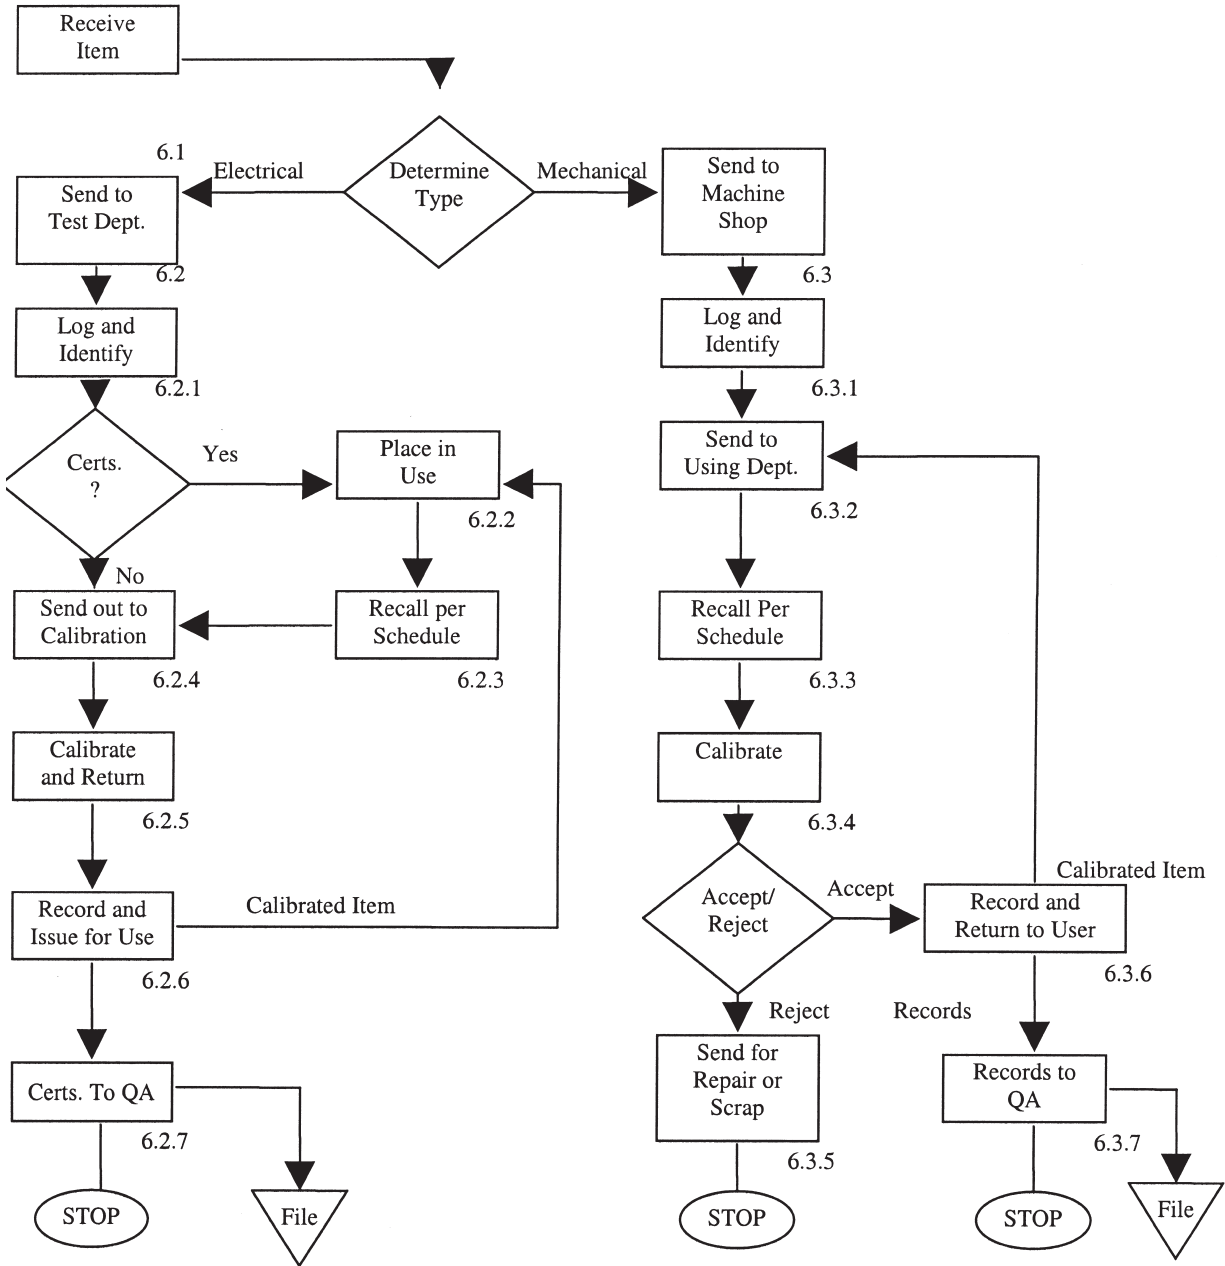 Receive
Item
6.1
Electrical
Determine
Type
Mechanical
Send to
Test Dept.
6.2
Send to
Machine
Shop
6.3
Log and
Identify
6.2.1
Log and
Identify
6.3.1
Certs.
?
Yes
Place in
Use
6.2.2
Send to
Using Dept.
6.3.2
No
Send out to
Calibration
6.2.4
Recall per
Schedule
6.2.3
Recall Per
Schedule
6.3.3
Calibrate
and Return
6.2.5
Calibrate
6.3.4
Record and
Issue for Use
6.2.6
Calibrated Item
Accept/
Reject
Accept
Calibrated Item
Record and
Return to User
6.3.6
Reject
Records
Certs. To QA
6.2.7
Send for
Repair or
Scrap
6.3.5
Records to
QA
6.3.7
STOP
File
STOP
STOP
File